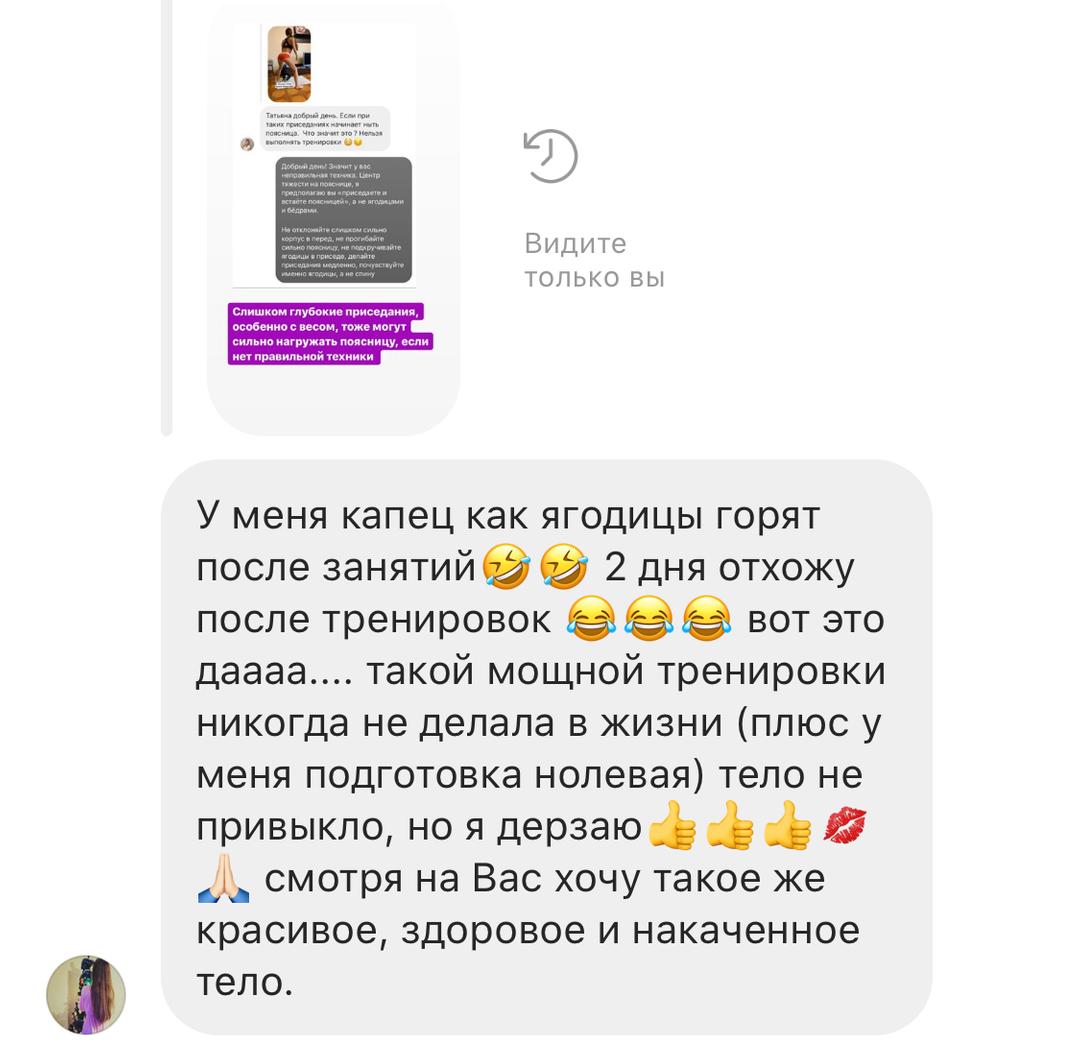 Татьяна добрый день. Если при
таких приседаниях начинает ныть
поясница. Что значит это ? Нельзя
выполнять тренировки 😂😔
Добрый день! Значит у вас
неправильная техника. Центр
тяжести на пояснице, я
предполагаю вы «приседаете и
встаёте поясницей», а не ягодицами
и бёдрами.
Не отклоняйте слишком сильно
корпус в перед, не прогибайте
сильно поясницу, не подкручивайте
ягодицы в приседе, делайте
приседания медленно, почувствуйте
именно ягодицы, а не спину
Слишком глубокие приседания,
особенно с весом, тоже могут
сильно нагружать поясницу, если
нет правильной техники
Видите
только вы
У меня капец как ягодицы горят
после занятий🤣🤣 2 дня отхожу
после тренировок 😂😂😂 вот это
даааа.... такой мощной тренировки
никогда не делала в жизни (плюс у
меня подготовка нолевая) тело не
привыкло, но я дерзаю👍👍👍💋
🙏🏻 смотря на Вас хочу такое же
красивое, здоровое и накаченное
тело.